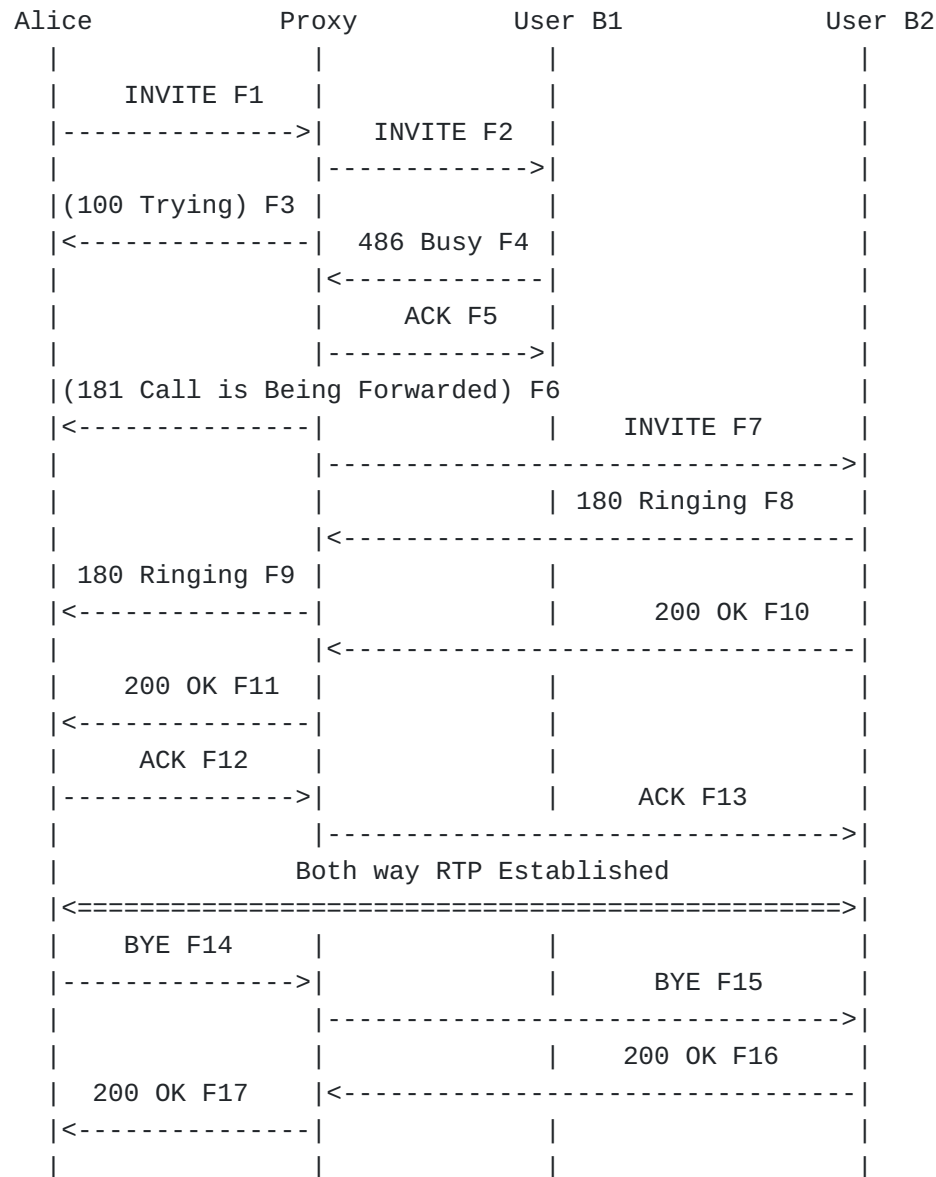 Alice Proxy User B1 User B2
INVITE F1
INVITE F2
(100 Trying) F3
486 Busy F4
ACK F5
(181 Call is Being Forwarded) F6
INVITE F7
180 Ringing F8
180 Ringing F9
200 OK F10
200 OK F11
ACK F12
ACK F13
Both way RTP Established
BYE F14
BYE F15
200 OK F16
200 OK F17